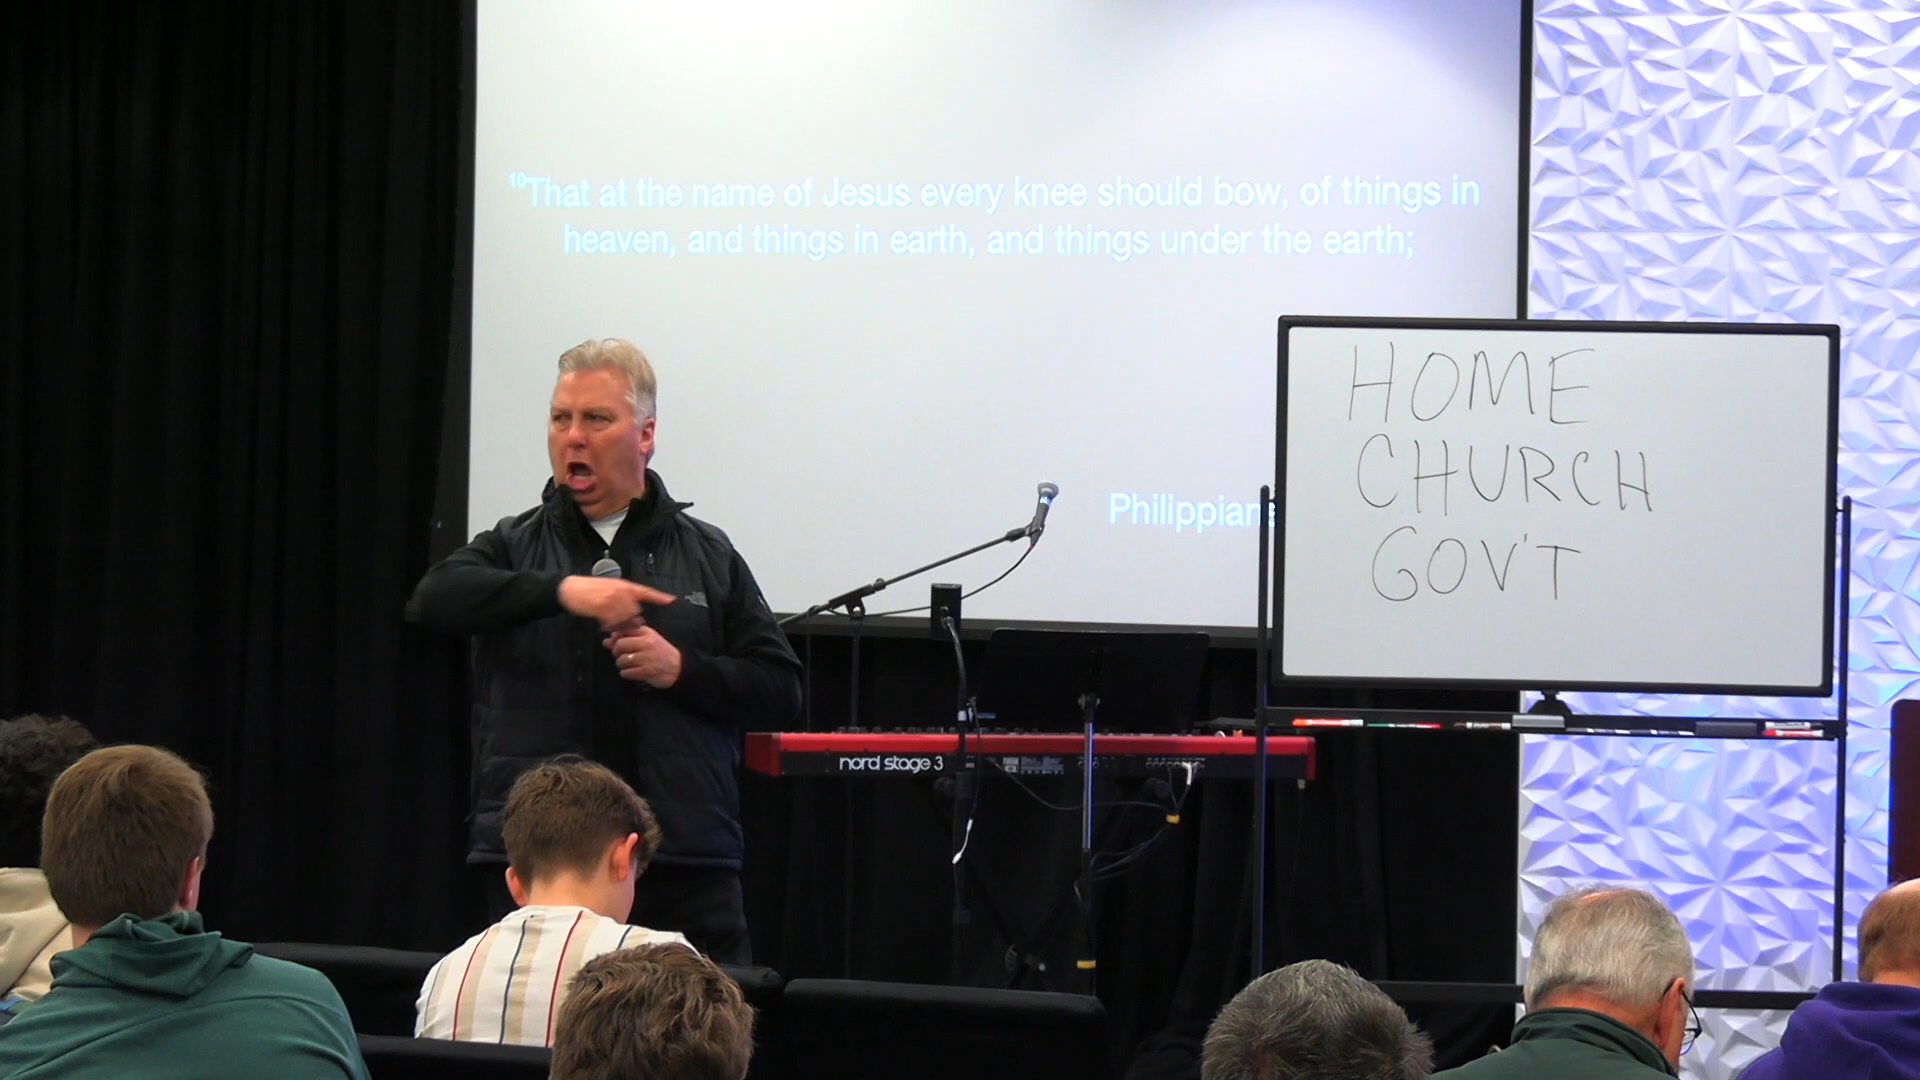 ¹⁰That at the name of Jesus every knee should bow, of things in
heaven, and things in earth, and things under the earth;
Philippians
HOME
CHURCH
GOV'T
nord stage 3